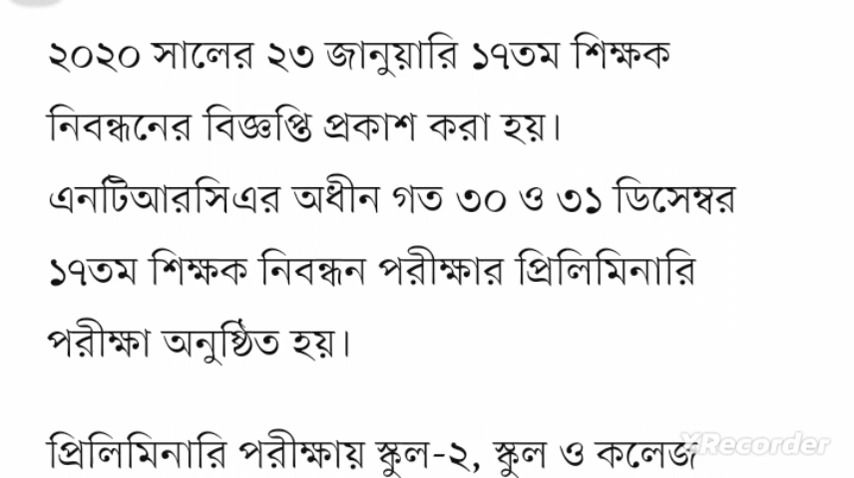 ২০২০ সালের ২৩ জানুয়ারি ১৭তম শিক্ষক
নিবন্ধনের বিজ্ঞপ্তি প্রকাশ করা হয়।
এনটিআরসিএর অধীন গত ৩০ ও ৩১ ডিসেম্বর
১৭তম শিক্ষক নিবন্ধন পরীক্ষার প্রিলিমিনারি
পরীক্ষা অনুষ্ঠিত হয়।
প্রিলিমিনারি পরীক্ষায় স্কুল-২, স্কুল ও কলেজ
XRecorder